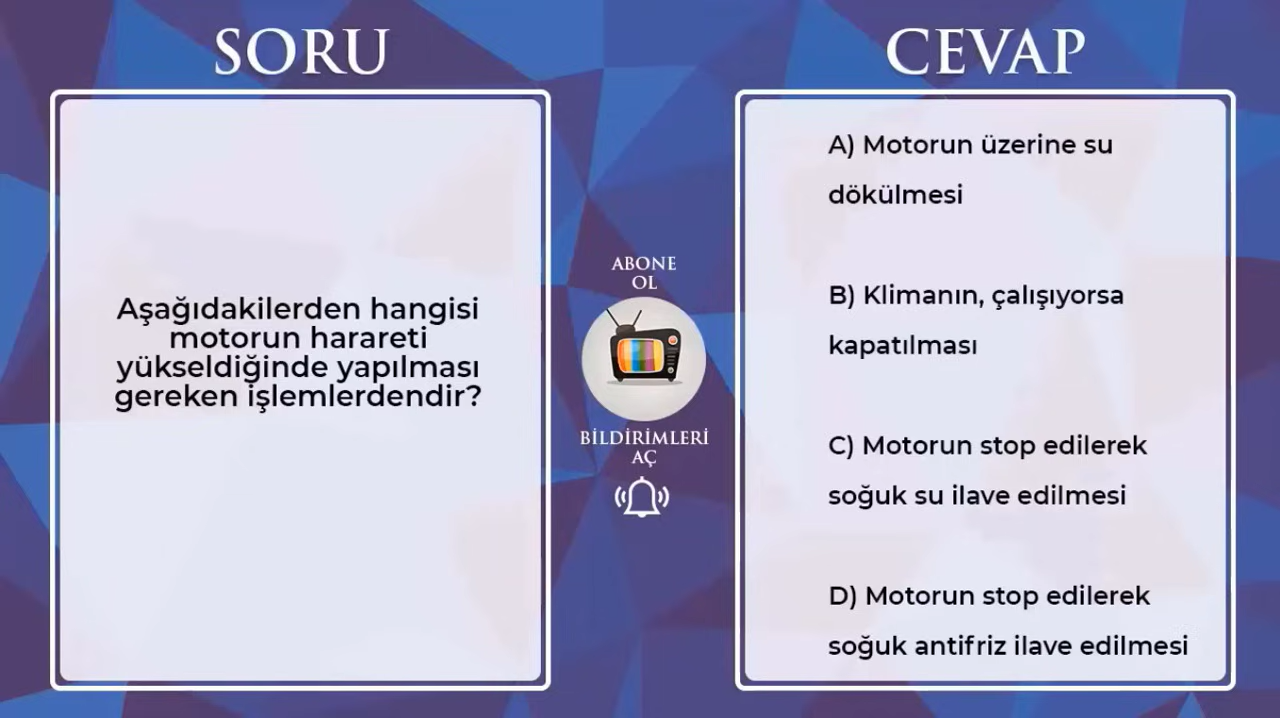 SORU
Aşağıdakilerden hangisi
motorun harareti
yükseldiğinde yapılması
gereken işlemlerdendir?
ABONE
OL
BİLDİRİMLERİ
AÇ
CEVAP
A) Motorun üzerine su
dökülmesi
B) Klimanın, çalışıyorsa
kapatılması
C) Motorun stop edilerek
soğuk su ilave edilmesi
D) Motorun stop edilerek
soğuk antifriz ilave edilmesi